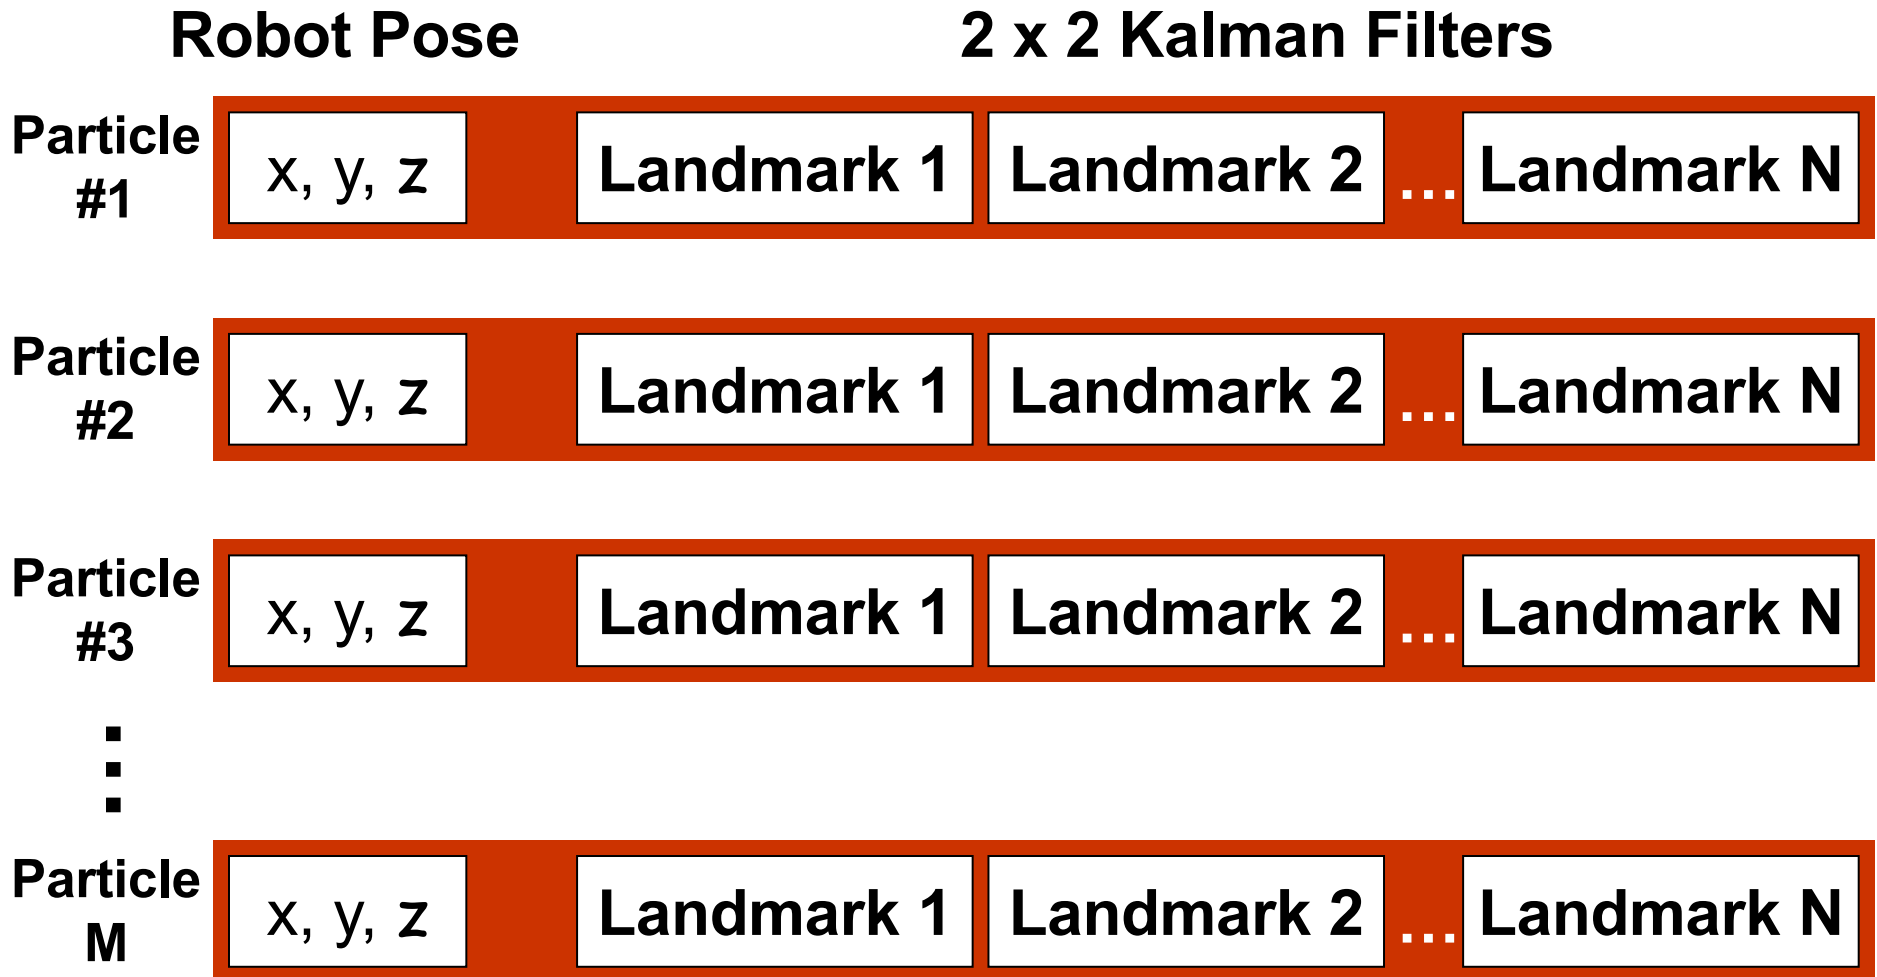 Robot Pose 2 x 2 Kalman Filters
Particle
#1
x, y, z Landmark 1 Landmark 2 ... Landmark N
Particle
#2
x, y, z Landmark 1 Landmark 2 ... Landmark N
Particle
#3
x, y, z Landmark 1 Landmark 2 ... Landmark N
Particle
M
x, y, z Landmark 1 Landmark 2 ... Landmark N